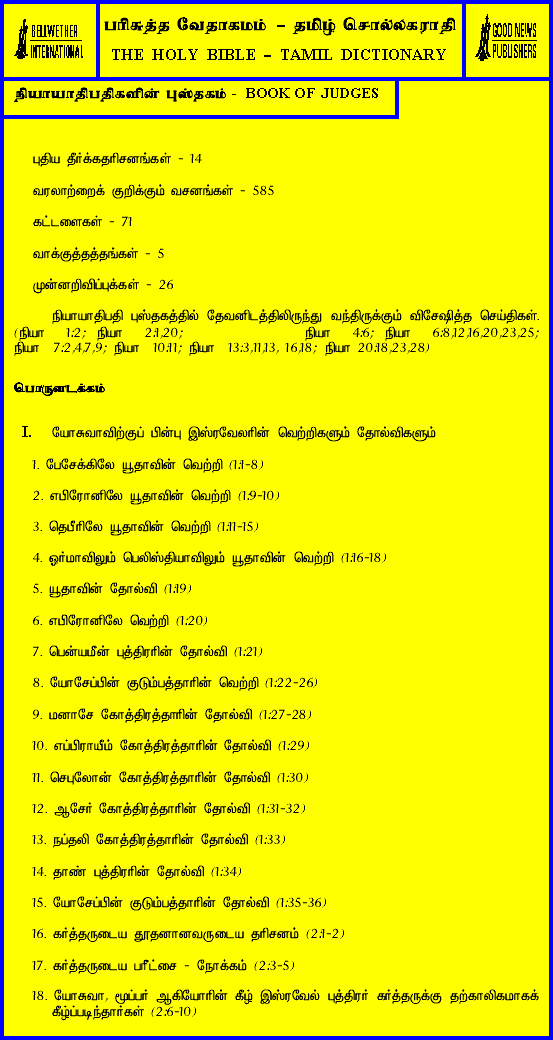 BELLWETHER
INTERNATIONAL
பரிசுத்த வேதாகமம் – தமிழ் சொல்லகராதி
THE HOLY BIBLE – TAMIL DICTIONARY
GOOD NEWS
PUBLISHERS
நியாயாதிபதிகளின் புஸ்தகம் - BOOK OF JUDGES
புதிய தீர்க்கதரிசனங்கள் - 14
வரலாற்றைக் குறிக்கும் வசனங்கள் - 585
கட்டளைகள் - 71
வாக்குத்தத்தங்கள் - 5
முன்னறிவிப்புக்கள் - 26
நியாயாதிபதி புஸ்தகத்தில் தேவனிடத்திலிருந்து வந்திருக்கும் விசேஷித்த செய்திகள்.
(நியா 1:2; நியா 2:1,20; நியா 4:6; நியா 6:8,12,16,20,23,25;
நியா 7:2,4,7,9; நியா 10:11; நியா 13:3,11,13, 16,18; நியா 20:18,23,28)
பொருளடக்கம்
I. யோசுவாவிற்குப் பின்பு இஸ்ரவேலரின் வெற்றிகளும் தோல்விகளும்
1. பேசேக்கிலே யூதாவின் வெற்றி (1:1-8)
2. எபிரோனிலே யூதாவின் வெற்றி (1:9-10)
3. தெபீரிலே யூதாவின் வெற்றி (1:11-15)
4. ஒர்மாவிலும் பெலிஸ்தியாவிலும் யூதாவின் வெற்றி (1:16-18)
5. யூதாவின் தோல்வி (1:19)
6. எபிரோனிலே வெற்றி (1:20)
7. பென்யமீன் புத்திரரின் தோல்வி (1:21)
8. யோசேப்பின் குடும்பத்தாரின் வெற்றி (1:22-26)
9. மனாசே கோத்திரத்தாரின் தோல்வி (1:27-28)
10. எப்பிராயீம் கோத்திரத்தாரின் தோல்வி (1:29)
11. செபுலோன் கோத்திரத்தாரின் தோல்வி (1:30)
12. ஆசேர் கோத்திரத்தாரின் தோல்வி (1:31-32)
13. நப்தலி கோத்திரத்தாரின் தோல்வி (1:33)
14. தாண் புத்திரரின் தோல்வி (1:34)
15. யோசேப்பின் குடும்பத்தாரின் தோல்வி (1:35-36)
16. கர்த்தருடைய தூதனானவருடைய தரிசனம் (2:1-2)
17. கர்த்தருடைய பரீட்சை - நோக்கம் (2:3-5)
18. யோசுவா, மூப்பர் ஆகியோரின் கீழ் இஸ்ரவேல் புத்திரர் கர்த்தருக்கு தற்காலிகமாகக்
கீழ்ப்படிந்தார்கள் (2:6-10)